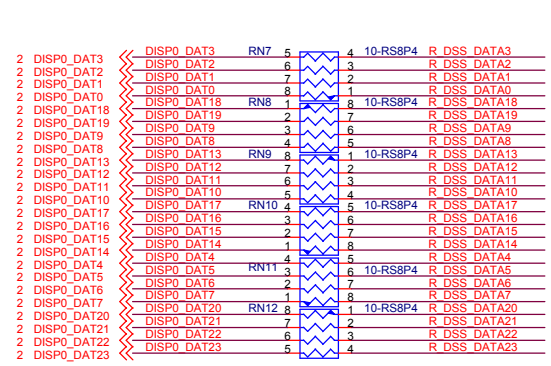 2 DISP0_DAT3 DISP0_DAT3 RN7 5 4 10-RS8P4 R_DSS_DATA3
2 DISP0_DAT2 DISP0_DAT2 6 3 R_DSS_DATA2
2 DISP0_DAT1 DISP0_DAT1 7 2 R_DSS_DATA1
2 DISP0_DAT0 DISP0_DAT0 8 1 R_DSS_DATA0
2 DISP0_DAT18 DISP0_DAT18 RN8 1 8 10-RS8P4 R_DSS_DATA18
2 DISP0_DAT19 DISP0_DAT19 2 7 R_DSS_DATA19
2 DISP0_DAT9 DISP0_DAT9 3 6 R_DSS_DATA9
2 DISP0_DAT8 DISP0_DAT8 4 5 R_DSS_DATA8
2 DISP0_DAT13 DISP0_DAT13 RN9 8 1 10-RS8P4 R_DSS_DATA13
2 DISP0_DAT12 DISP0_DAT12 7 2 R_DSS_DATA12
2 DISP0_DAT11 DISP0_DAT11 6 3 R_DSS_DATA11
2 DISP0_DAT10 DISP0_DAT10 5 4 R_DSS_DATA10
2 DISP0_DAT17 DISP0_DAT17 RN10 4 5 10-RS8P4 R_DSS_DATA17
2 DISP0_DAT16 DISP0_DAT16 3 6 R_DSS_DATA16
2 DISP0_DAT15 DISP0_DAT15 2 7 R_DSS_DATA15
2 DISP0_DAT14 DISP0_DAT14 1 8 R_DSS_DATA14
2 DISP0_DAT4 DISP0_DAT4 4 5 R_DSS_DATA4
2 DISP0_DAT5 DISP0_DAT5 RN11 3 6 10-RS8P4 R_DSS_DATA5
2 DISP0_DAT6 DISP0_DAT6 2 7 R_DSS_DATA6
2 DISP0_DAT7 DISP0_DAT7 1 8 R_DSS_DATA7
2 DISP0_DAT20 DISP0_DAT20 RN12 8 1 10-RS8P4 R_DSS_DATA20
2 DISP0_DAT21 DISP0_DAT21 7 2 R_DSS_DATA21
2 DISP0_DAT22 DISP0_DAT22 6 3 R_DSS_DATA22
2 DISP0_DAT23 DISP0_DAT23 5 4 R_DSS_DATA23